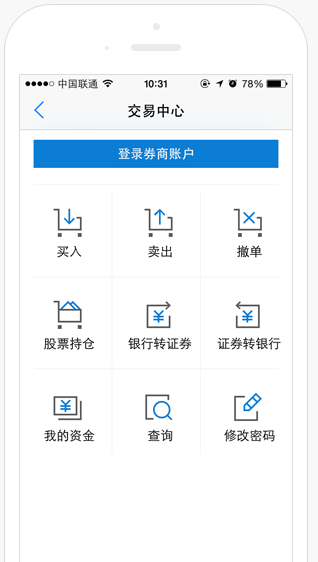 中国联通 10:31 78%
交易中心
登录券商账户
买入 卖出 撤单
股票持仓 银行转证券 证券转银行
我的资金 查询 修改密码